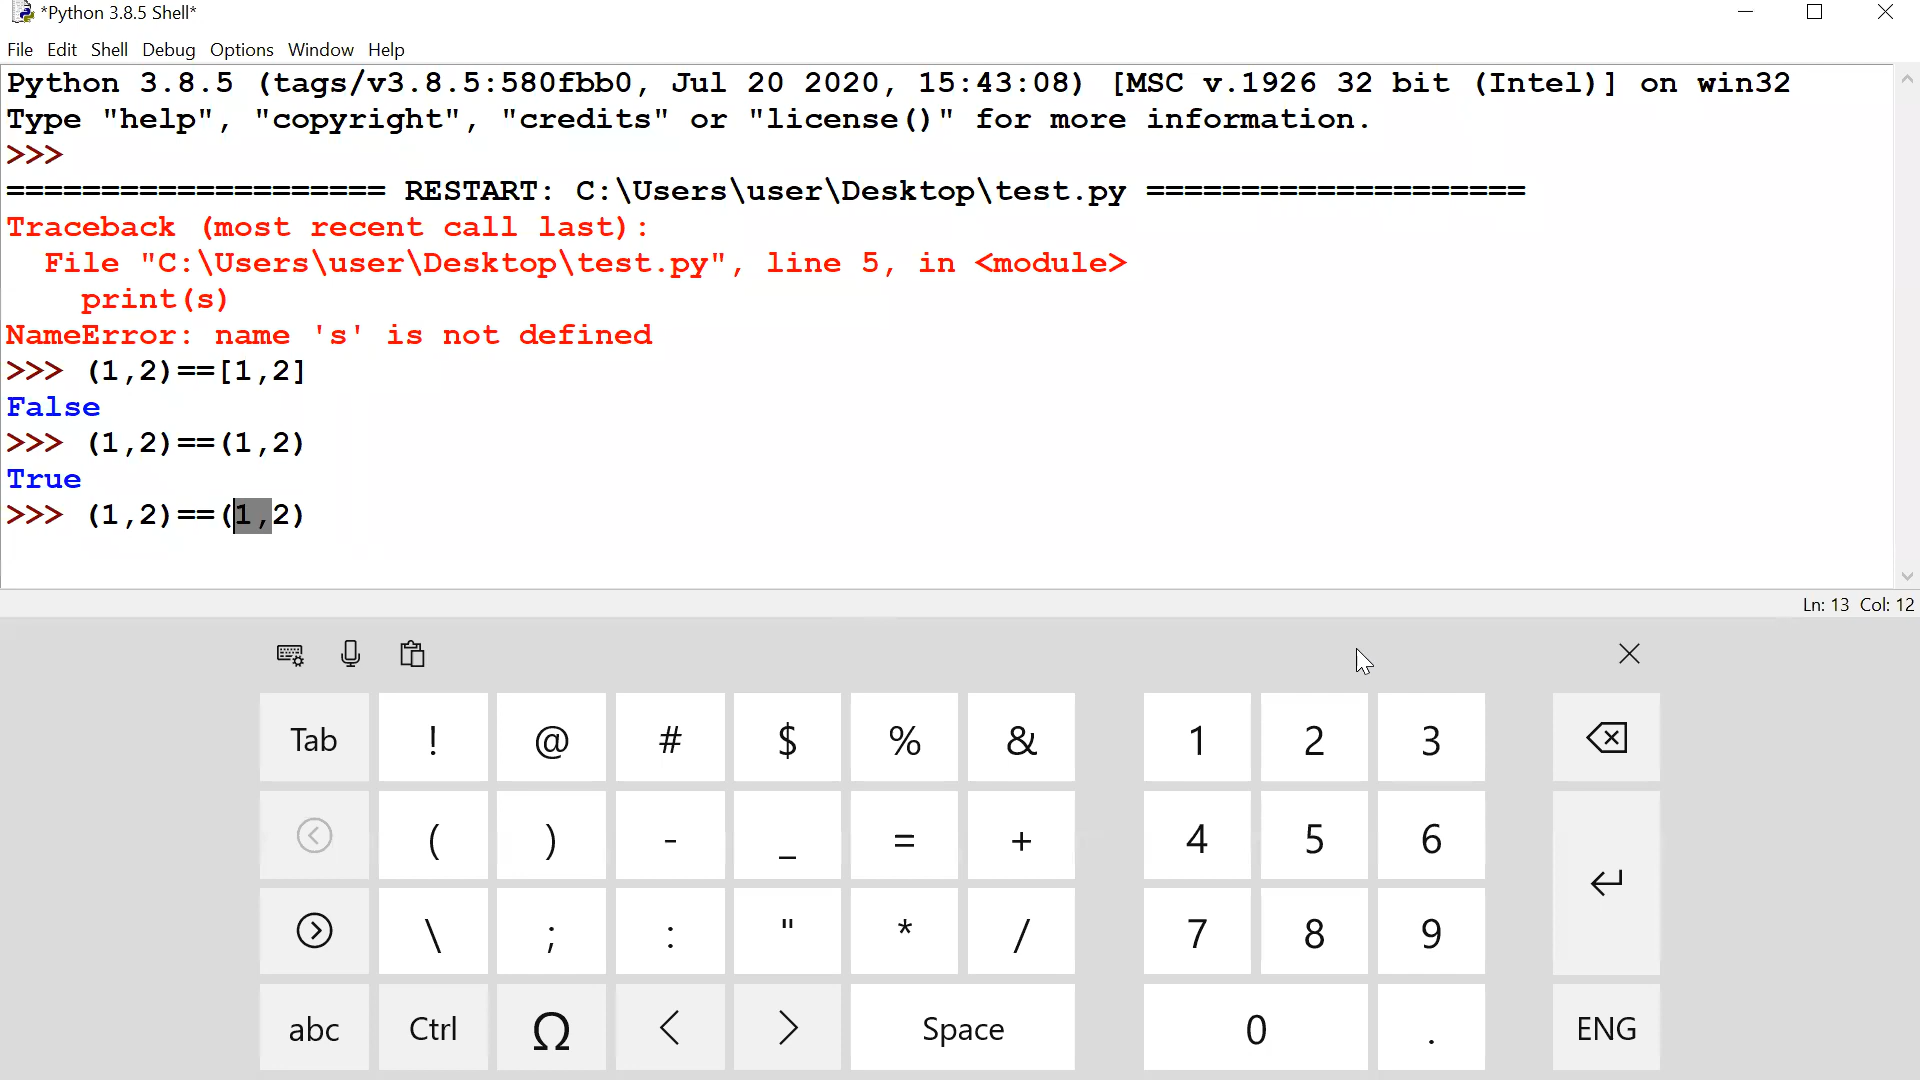 *Python 3.8.5 Shell*
File Edit Shell Debug Options Window Help
Python 3.8.5 (tags/v3.8.5:580fbb0, Jul 20 2020, 15:43:08) [MSC v.1926 32 bit (Intel)] on win32
Type "help", "copyright", "credits" or "license()" for more information.
>>>
==================== RESTART: C:\Users\user\Desktop\test.py ====================
Traceback (most recent call last):
  File "C:\Users\user\Desktop\test.py", line 5, in <module>
    print(s)
NameError: name 's' is not defined
>>> (1,2)==[1,2]
False
>>> (1,2)==(1,2)
True
>>> (1,2)==(1,2)
Ln: 13 Col: 12
Tab ! @ # $ % & 1 2 3
( ) - _ = + 4 5 6
\ ; : " * / 7 8 9
abc Ctrl Ω < > Space 0 . ENG